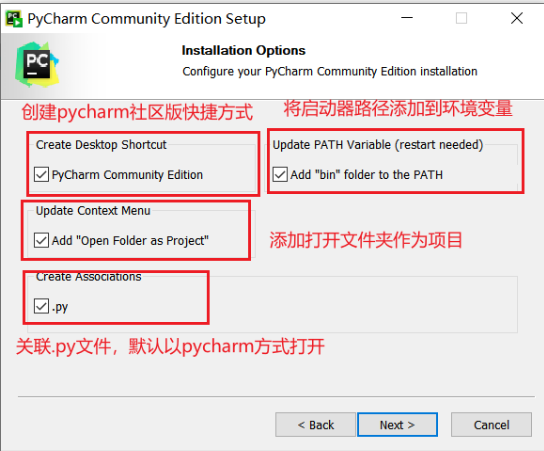 PyCharm Community Edition Setup
PC
Installation Options
Configure your PyCharm Community Edition installation
创建pycharm社区版快捷方式
将启动器路径添加到环境变量
Create Desktop Shortcut
Update PATH Variable (restart needed)
PyCharm Community Edition
Add "bin" folder to the PATH
Update Context Menu
Add "Open Folder as Project"
添加打开文件夹作为项目
Create Associations
.py
关联.py文件，默认以pycharm方式打开
< Back
Next >
Cancel